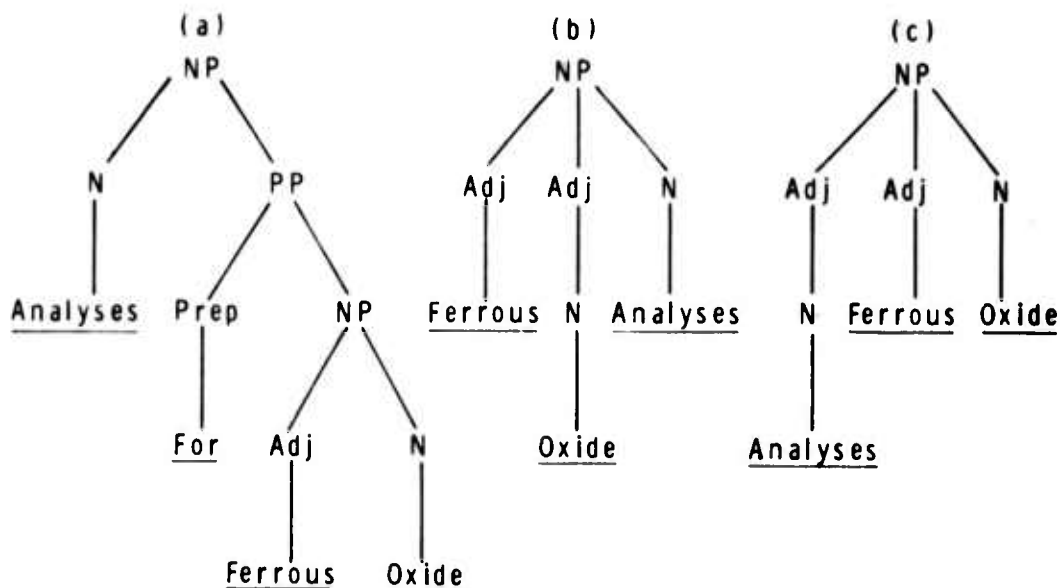 (a) (b) (c)
NP NP NP
N PP Adj Adj N Adj Adj N
Analyses Prep NP Ferrous N Analyses N Ferrous Oxide
For Adj N Oxide Analyses
Ferrous Oxide